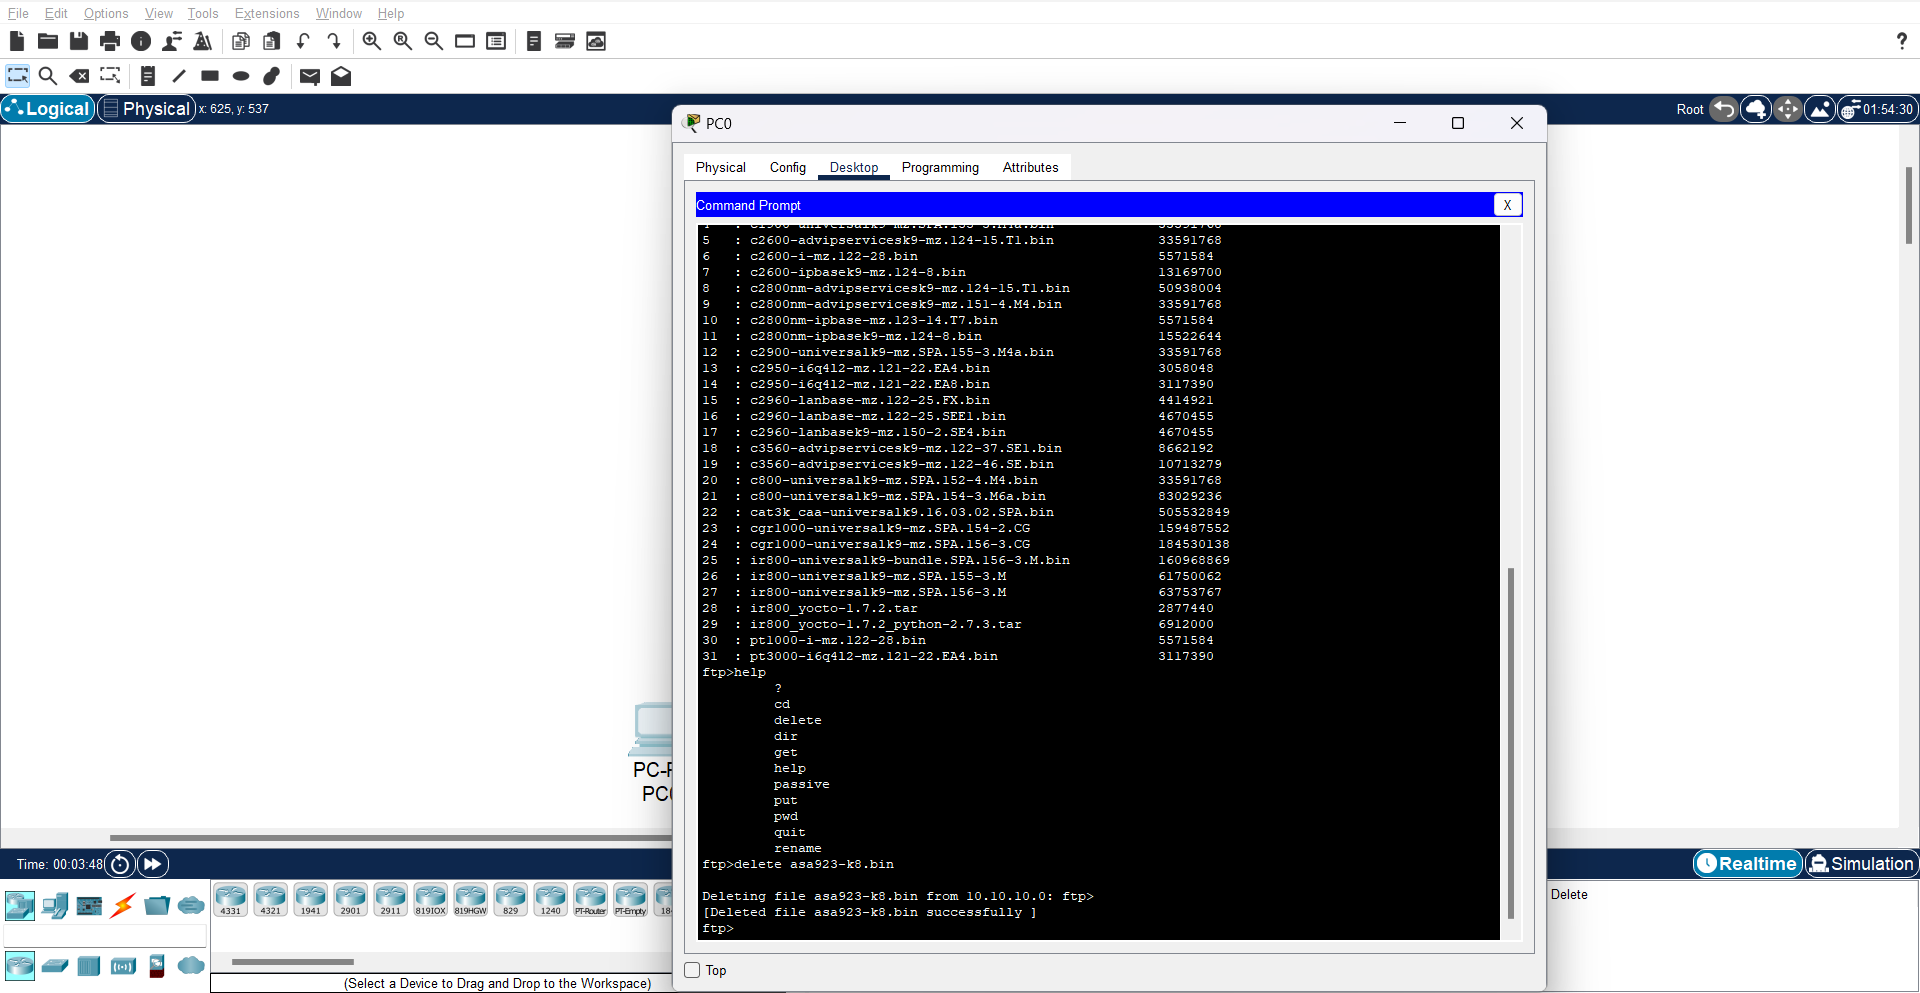 File Edit Options View Tools Extensions Window Help
?
Logical Physical x: 625, y: 537
Root 01:54:30
PC0
Physical Config Desktop Programming Attributes
Command Prompt X
5 : c2600-advipservicesk9-mz.124-15.T1.bin 33591768
6 : c2600-i-mz.122-28.bin 5571584
7 : c2600-ipbasek9-mz.124-8.bin 13169700
8 : c2800nm-advipservicesk9-mz.124-15.T1.bin 50938004
9 : c2800nm-advipservicesk9-mz.151-4.M4.bin 33591768
10 : c2800nm-ipbase-mz.123-14.T7.bin 5571584
11 : c2800nm-ipbasek9-mz.124-8.bin 15522644
12 : c2900-universalk9-mz.SPA.155-3.M4a.bin 33591768
13 : c2950-i6q4l2-mz.121-22.EA4.bin 3058048
14 : c2950-i6q4l2-mz.121-22.EA8.bin 3117390
15 : c2960-lanbase-mz.122-25.FX.bin 4414921
16 : c2960-lanbase-mz.122-25.SEE1.bin 4670455
17 : c2960-lanbasek9-mz.150-2.SE4.bin 4670455
18 : c3560-advipservicesk9-mz.122-37.SE1.bin 8662192
19 : c3560-advipservicesk9-mz.122-46.SE.bin 10713279
20 : c800-universalk9-mz.SPA.152-4.M4.bin 33591768
21 : c800-universalk9-mz.SPA.154-3.M6a.bin 83029236
22 : cat3k_caa-universalk9.16.03.02.SPA.bin 505532849
23 : cgr1000-universalk9-mz.SPA.154-2.CG 159487552
24 : cgr1000-universalk9-mz.SPA.156-3.CG 184530138
25 : ir800-universalk9-bundle.SPA.156-3.M.bin 160968869
26 : ir800-universalk9-mz.SPA.155-3.M 61750062
27 : ir800-universalk9-mz.SPA.156-3.M 63753767
28 : ir800_yocto-1.7.2.tar 2877440
29 : ir800_yocto-1.7.2_python-2.7.3.tar 6912000
30 : pt1000-i-mz.122-28.bin 5571584
31 : pt3000-i6q4l2-mz.121-22.EA4.bin 3117390
ftp>help
?
cd
delete
dir
get
help
passive
put
pwd
quit
rename
ftp>delete asa923-k8.bin
Deleting file asa923-k8.bin from 10.10.10.0: ftp>
[Deleted file asa923-k8.bin successfully ]
ftp>
Top
Time: 00:03:48
Realtime Simulation
4331 4321 1941 2901 2911 819IOX 819HGW 829 1240 PT-Router PT-Empty
(Select a Device to Drag and Drop to the Workspace)
Delete